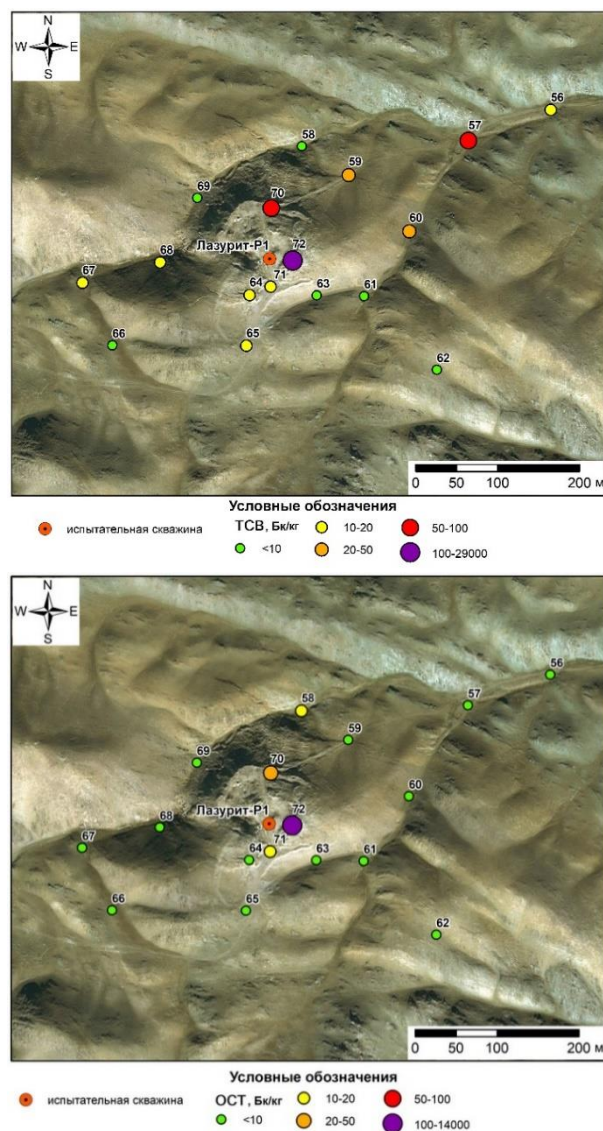 N
W E
S
56
57
58
59
70
69
60
Лазурит-Р1
72
68
67
71
64
63
61
66
65
62
0 50 100 200 м
Условные обозначения
испытательная скважина
ТСВ, Бк/кг
<10
10-20
20-50
50-100
100-29000
N
W E
S
56
57
58
59
70
69
60
Лазурит-Р1
72
68
67
71
64
63
61
66
65
62
0 50 100 200 м
Условные обозначения
испытательная скважина
ОСТ, Бк/кг
<10
10-20
20-50
50-100
100-14000